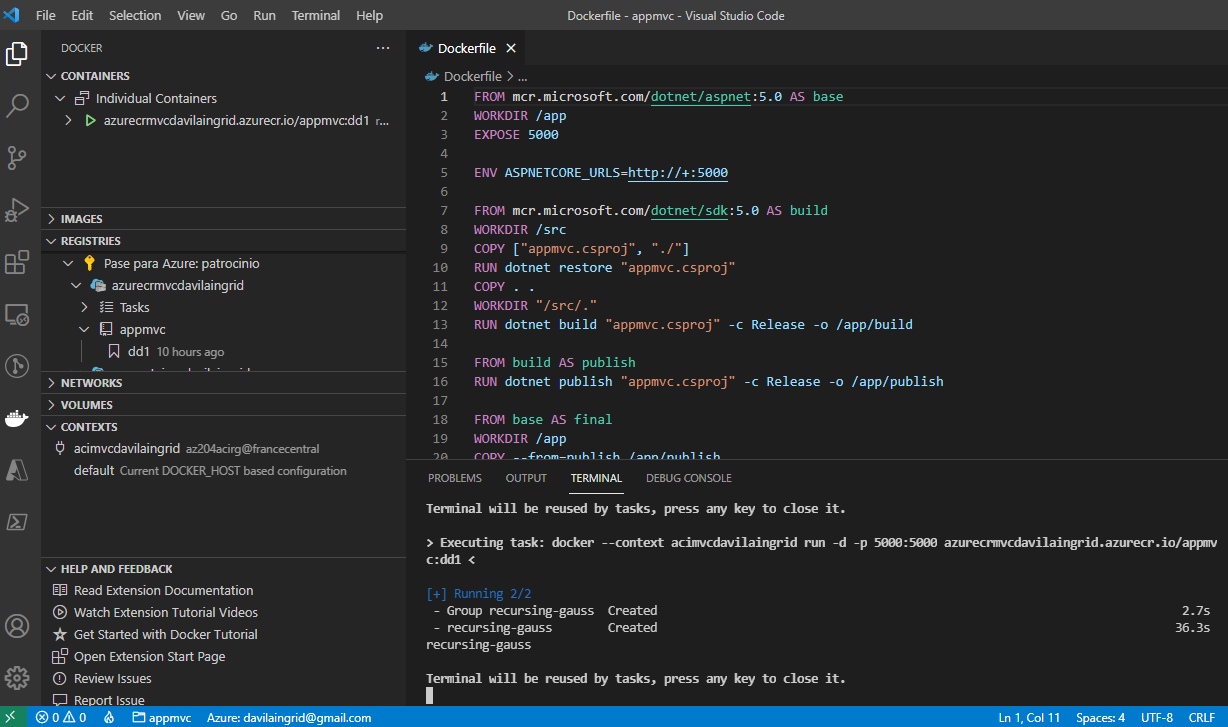 File Edit Selection View Go Run Terminal Help
Dockerfile - appmvc - Visual Studio Code
DOCKER
CONTAINERS
Individual Containers
azurecrmvcdavilaingrid.azurecr.io/appmvc:dd1 r...
IMAGES
REGISTRIES
Pase para Azure: patrocinio
azurecrmvcdavilaingrid
Tasks
appmvc
dd1 10 hours ago
NETWORKS
VOLUMES
CONTEXTS
acimvcdavilaingrid az204acirg@francecentral
default Current DOCKER_HOST based configuration
HELP AND FEEDBACK
Read Extension Documentation
Watch Extension Tutorial Videos
Get Started with Docker Tutorial
Open Extension Start Page
Review Issues
Report Issue
Dockerfile
Dockerfile > ...
1 FROM mcr.microsoft.com/dotnet/aspnet:5.0 AS base
2 WORKDIR /app
3 EXPOSE 5000
4
5 ENV ASPNETCORE_URLS=http://+:5000
6
7 FROM mcr.microsoft.com/dotnet/sdk:5.0 AS build
8 WORKDIR /src
9 COPY ["appmvc.csproj", "./"]
10 RUN dotnet restore "appmvc.csproj"
11 COPY . .
12 WORKDIR "/src/."
13 RUN dotnet build "appmvc.csproj" -c Release -o /app/build
14
15 FROM build AS publish
16 RUN dotnet publish "appmvc.csproj" -c Release -o /app/publish
17
18 FROM base AS final
19 WORKDIR /app
20 COPY --from=publish /app/publish
PROBLEMS OUTPUT TERMINAL DEBUG CONSOLE
Terminal will be reused by tasks, press any key to close it.
> Executing task: docker --context acimvcdavilaingrid run -d -p 5000:5000 azurecrmvcdavilaingrid.azurecr.io/appmv
c:dd1 <
[+] Running 2/2
- Group recursing-gauss Created 2.7s
- recursing-gauss Created 36.3s
recursing-gauss
Terminal will be reused by tasks, press any key to close it.
0 0 appmvc Azure: davilaingrid@gmail.com Ln 1, Col 11 Spaces: 4 UTF-8 CRLF